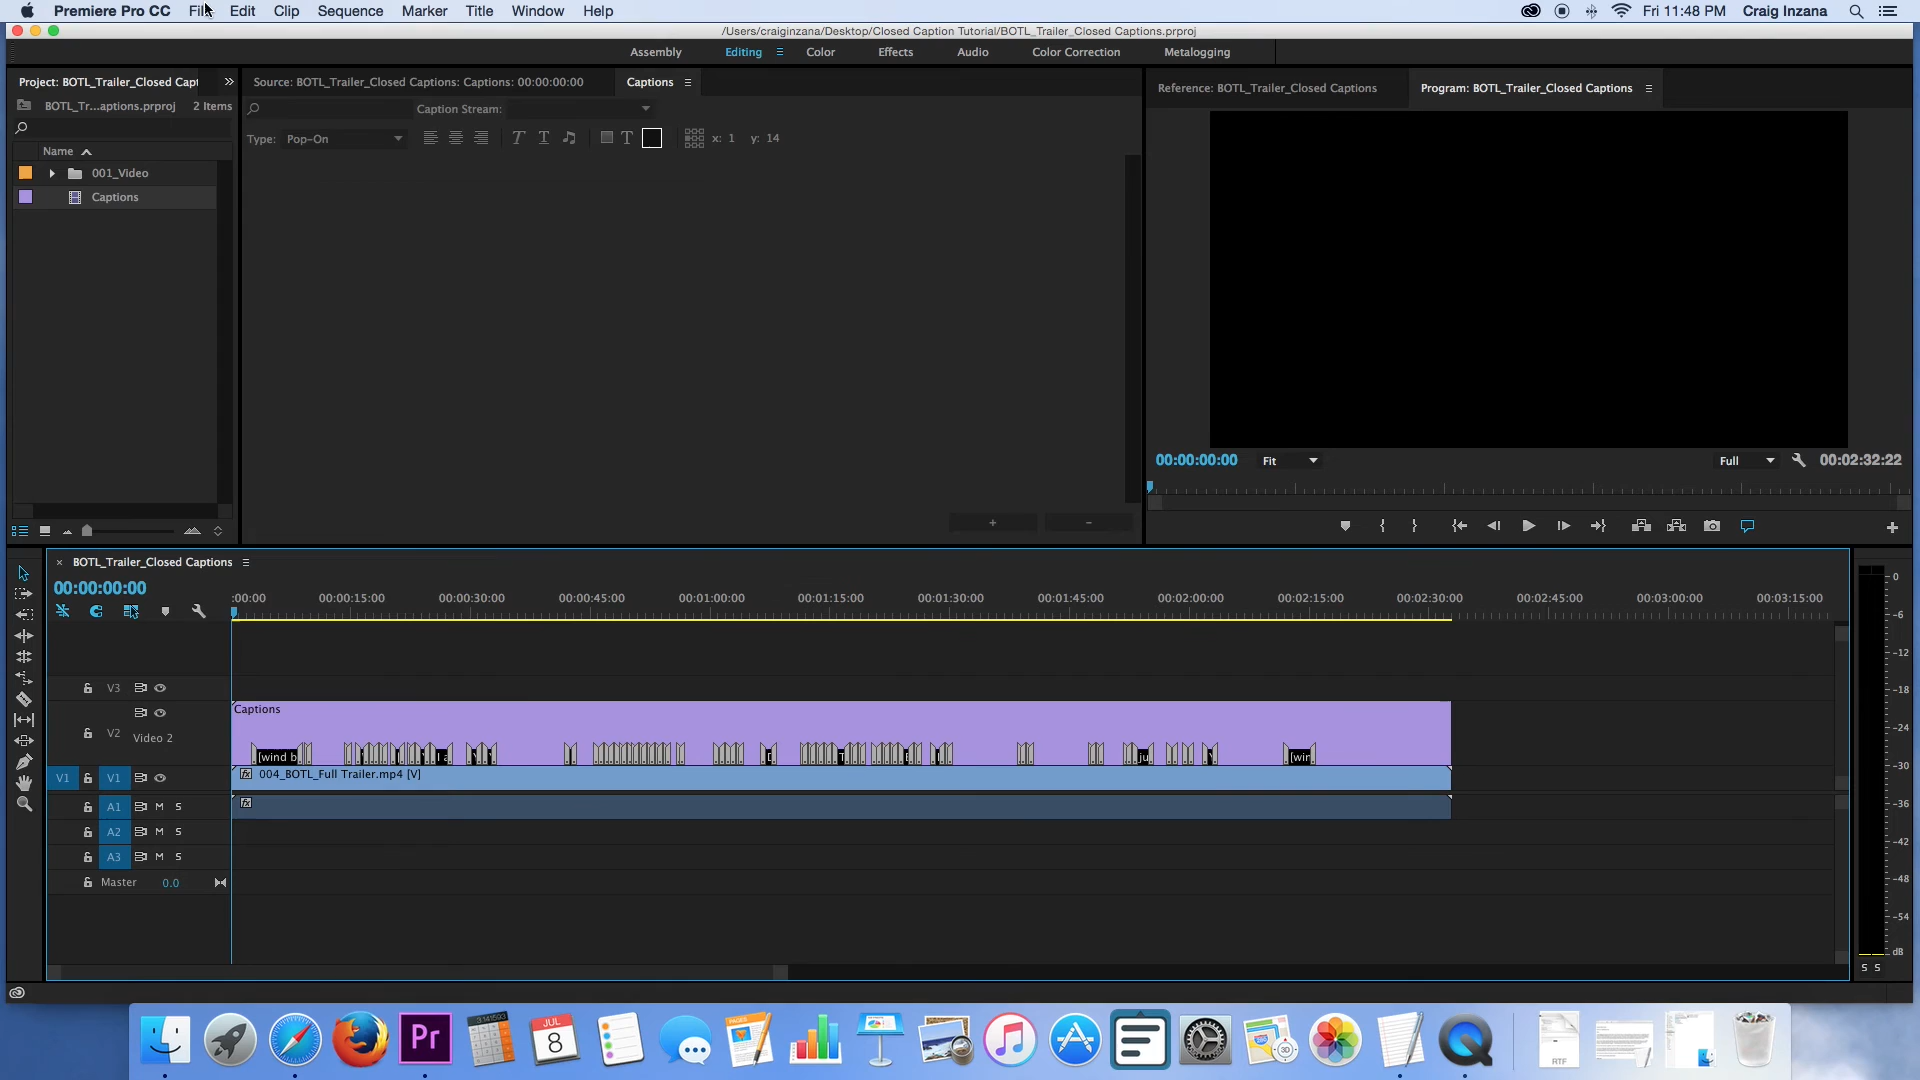 Premiere Pro CC File Edit Clip Sequence Marker Title Window Help Fri 11:48 PM Craig Inzana
/Users/craiginzana/Desktop/Closed Caption Tutorial/BOTL_Trailer_Closed Captions.prproj
Assembly Editing Color Effects Audio Color Correction Metalogging
Project: BOTL_Trailer_Closed Capt
Source: BOTL_Trailer_Closed Captions: Captions: 00:00:00:00 Captions
Reference: BOTL_Trailer_Closed Captions Program: BOTL_Trailer_Closed Captions
BOTL_Tr...aptions.prproj 2 Items
Caption Stream:
Type: Pop-On x: 1 y: 14
Name
001_Video
Captions
00:00:00:00 Fit Full 00:02:32:22
BOTL_Trailer_Closed Captions
00:00:00:00
:00:00 00:00:15:00 00:00:30:00 00:00:45:00 00:01:00:00 00:01:15:00 00:01:30:00 00:01:45:00 00:02:00:00 00:02:15:00 00:02:30:00 00:02:45:00 00:03:00:00 00:03:15:00
V3
Captions
V2 Video 2
[wind b [win
V1 V1 004_BOTL_Full Trailer.mp4 [V]
A1 M S
A2 M S
A3 M S
Master 0.0
0
-6
-12
-18
-24
-30
-36
-42
-48
-54
dB
S S
Pr
JUL
8
PAGES
3D
RTF